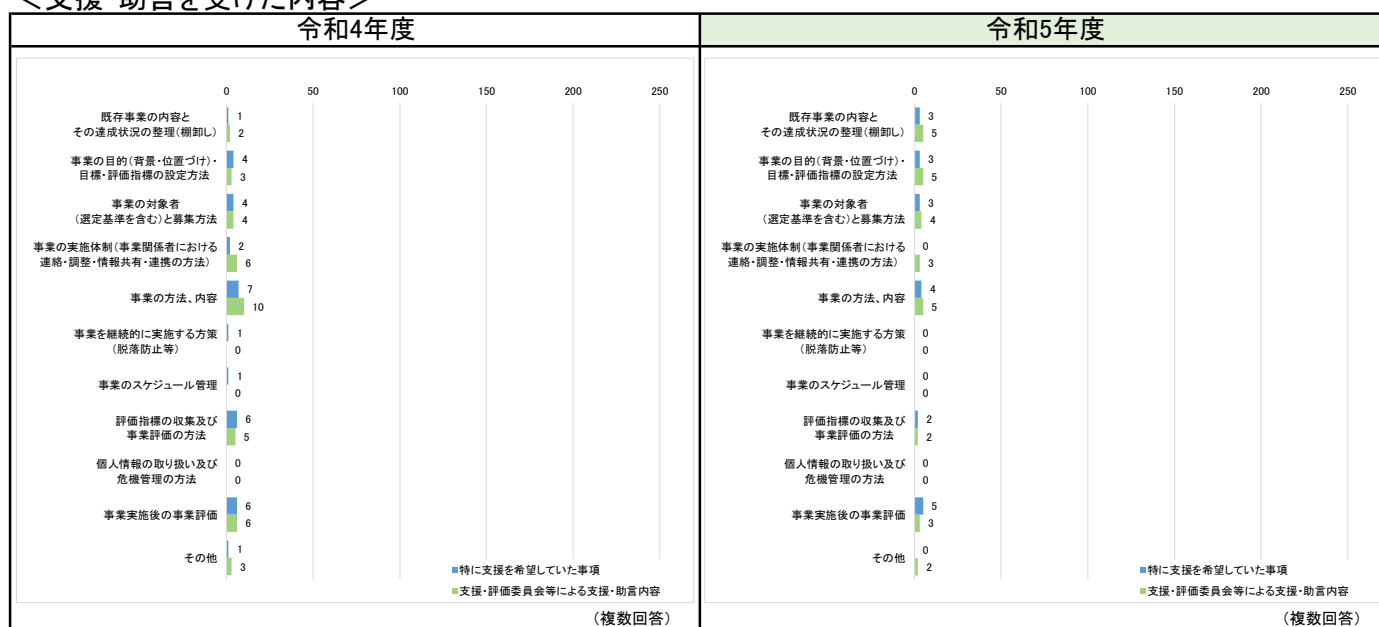 <支援・助言を受けた内容>
令和4年度
0 50 100 150 200 250
既存事業の内容と
その達成状況の整理(棚卸し)
1
2
事業の目的(背景・位置づけ)・
目標・評価指標の設定方法
4
3
事業の対象者
(選定基準を含む)と募集方法
4
4
事業の実施体制(事業関係者における
連絡・調整・情報共有・連携の方法)
2
6
事業の方法、内容
7
10
事業を継続的に実施する方策
(脱落防止等)
1
0
事業のスケジュール管理
1
0
評価指標の収集及び
事業評価の方法
6
5
個人情報の取り扱い及び
危機管理の方法
0
0
事業実施後の事業評価
6
6
その他
1
3
特に支援を希望していた事項
支援・評価委員会等による支援・助言内容
(複数回答)
令和5年度
0 50 100 150 200 250
既存事業の内容と
その達成状況の整理(棚卸し)
3
5
事業の目的(背景・位置づけ)・
目標・評価指標の設定方法
3
5
事業の対象者
(選定基準を含む)と募集方法
3
4
事業の実施体制(事業関係者における
連絡・調整・情報共有・連携の方法)
0
3
事業の方法、内容
4
5
事業を継続的に実施する方策
(脱落防止等)
0
0
事業のスケジュール管理
0
0
評価指標の収集及び
事業評価の方法
2
2
個人情報の取り扱い及び
危機管理の方法
0
0
事業実施後の事業評価
5
3
その他
0
2
特に支援を希望していた事項
支援・評価委員会等による支援・助言内容
(複数回答)